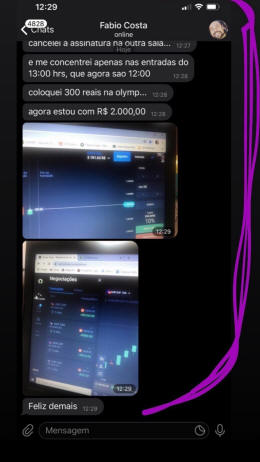 12:29
4828
Chats
Fabio Costa
online
cancelei a assinatura na outra sala... 12:27
Hoje
e me concentrei apenas nas entradas do
13:00 hrs, que agora sao 12:00 12:28
coloquei 300 reais na olymp... 12:28
agora estou com R$ 2.000,00 12:28
10%
12:29
Negociações
12:29
Feliz demais 12:29
Mensagem